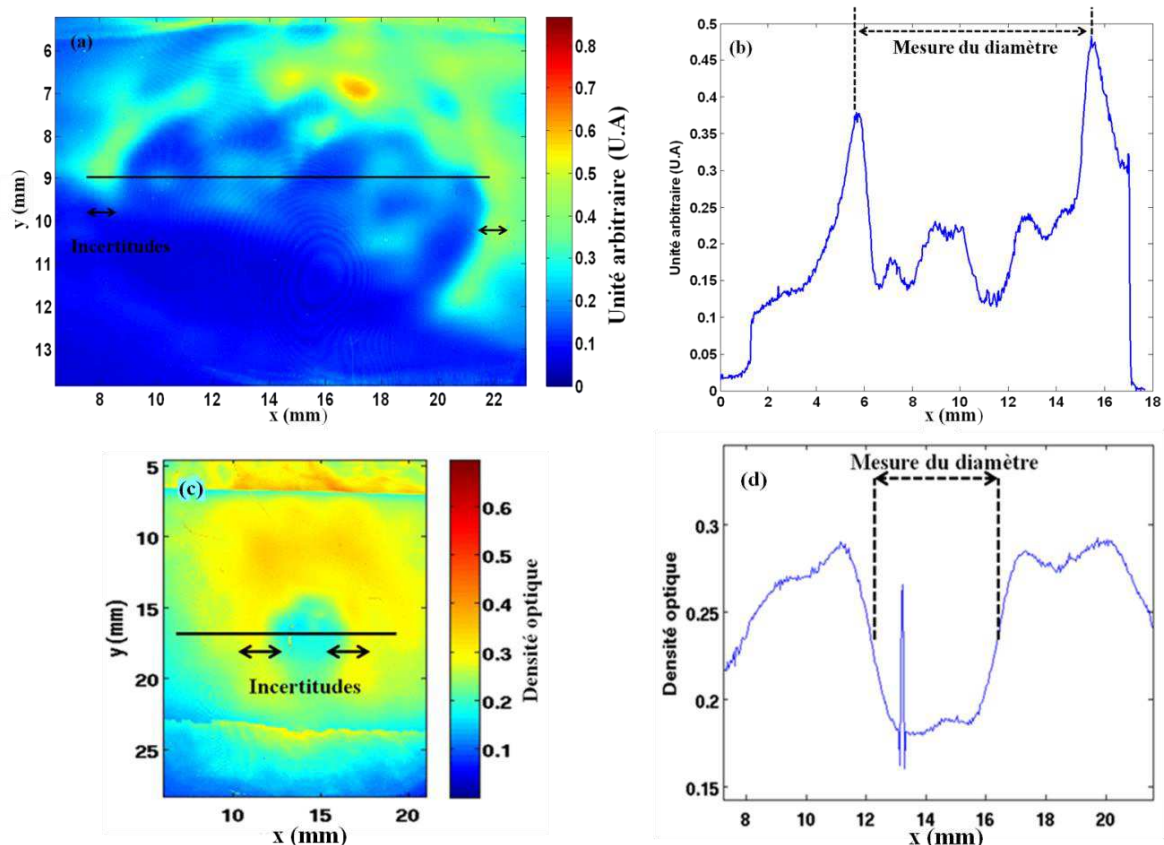 (a)
6
7
8
9
10
11
12
13
y (mm)
8 10 12 14 16 18 20 22
x (mm)
Incertitudes
0.8
0.7
0.6
0.5
0.4
0.3
0.2
0.1
0
Unité arbitraire (U.A)
(b)
Mesure du diamètre
0.5
0.45
0.4
0.35
0.3
0.25
0.2
0.15
0.1
0.05
0
Unité arbitraire (U.A)
0 2 4 6 8 10 12 14 16 18
x (mm)
(c)
5
10
15
20
25
y (mm)
Incertitudes
10 15 20
x (mm)
0.6
0.5
0.4
0.3
0.2
0.1
Densité optique
(d)
Mesure du diamètre
0.3
0.25
0.2
0.15
Densité optique
8 10 12 14 16 18 20
x (mm)